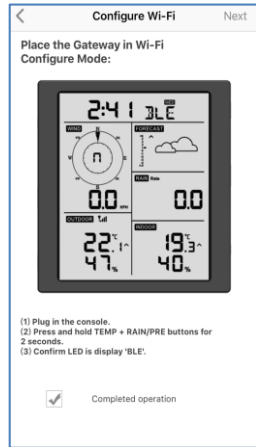 Configure Wi-Fi
Next
Place the Gateway in Wi-Fi
Configure Mode:
2:41 BLE
WIND
FORECAST
N
RAIN Rate
0.0
0.0
OUTDOOR
INDOOR
22.1
19.3
47%
40%
(1) Plug in the console.
(2) Press and hold TEMP + RAIN/PRE buttons for
2 seconds.
(3) Confirm LED is display 'BLE'.
Completed operation